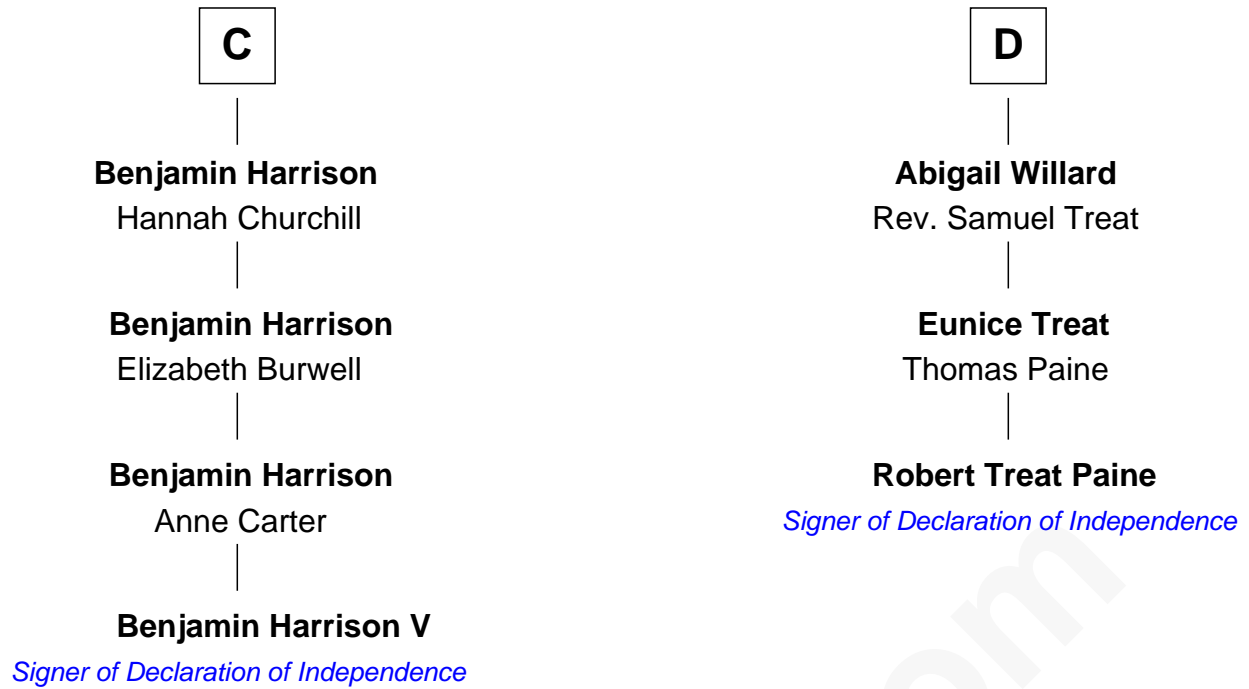 C
Benjamin Harrison
Hannah Churchill
Benjamin Harrison
Elizabeth Burwell
Benjamin Harrison
Anne Carter
Benjamin Harrison V
Signer of Declaration of Independence
D
Abigail Willard
Rev. Samuel Treat
Eunice Treat
Thomas Paine
Robert Treat Paine
Signer of Declaration of Independence
om